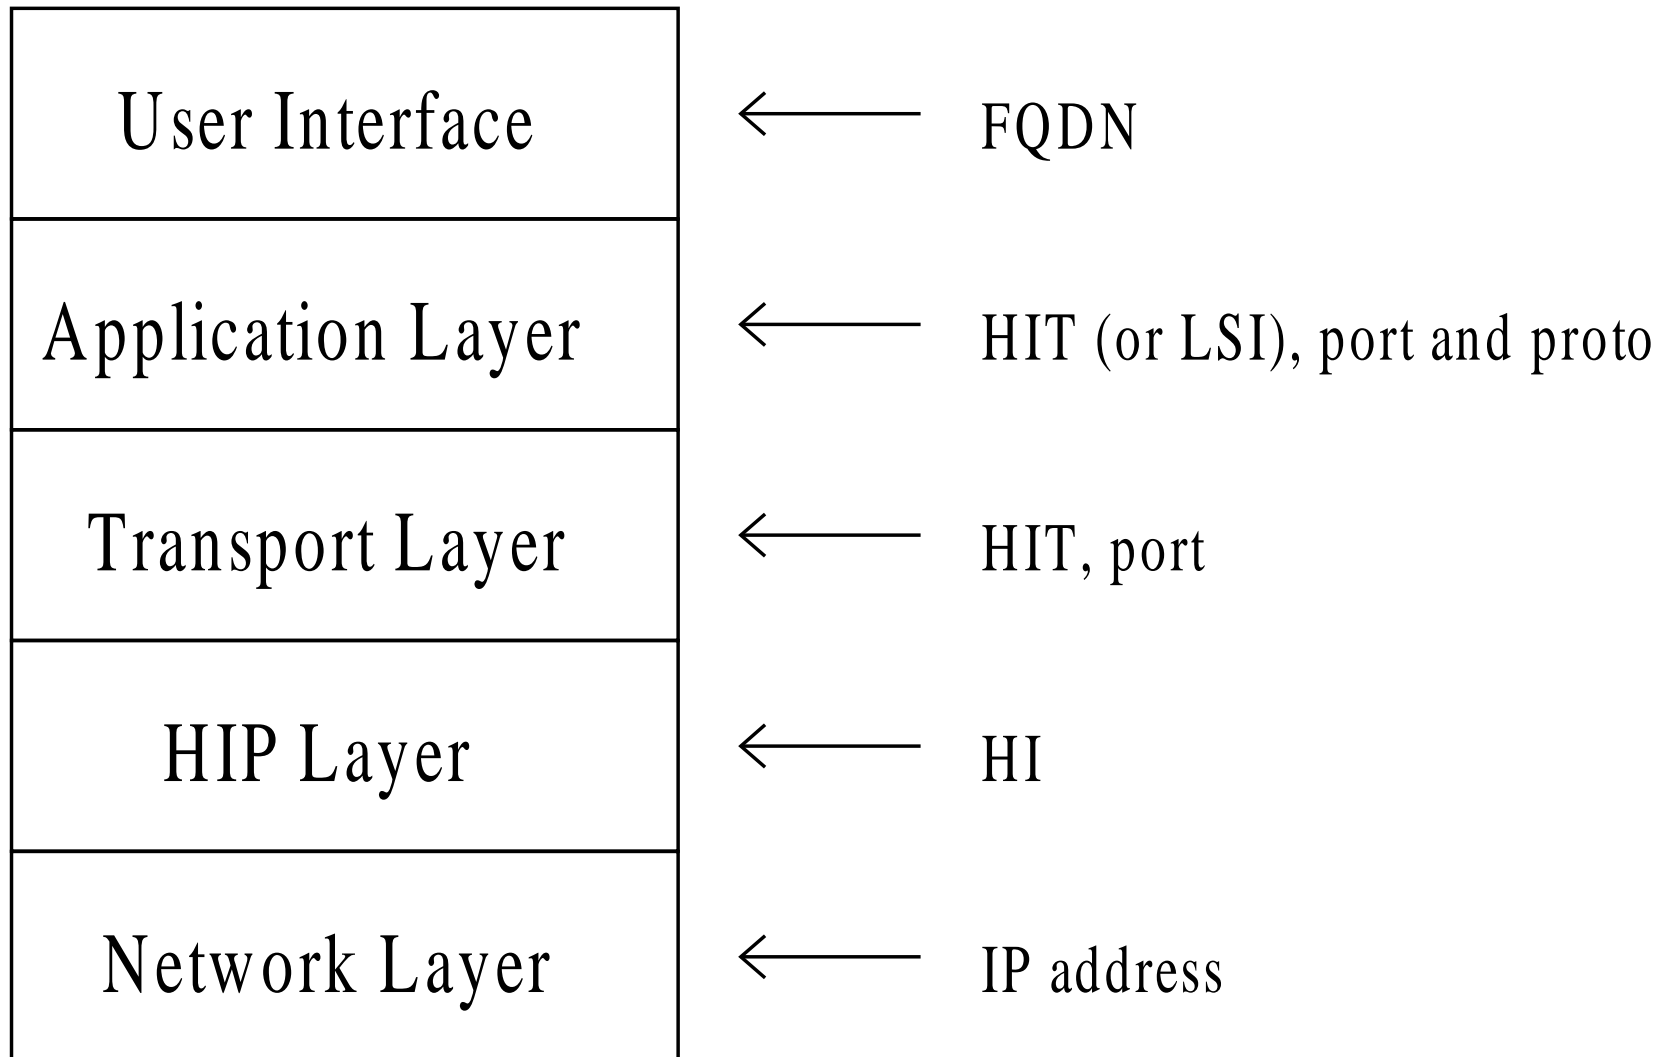 User Interface
FQDN
Application Layer
HIT (or LSI), port and proto
Transport Layer
HIT, port
HIP Layer
HI
Network Layer
IP address